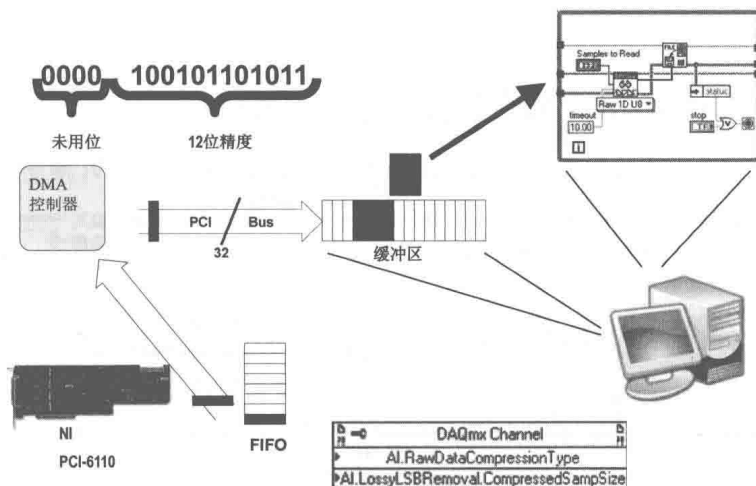 0000 100101101011
未用位 12位精度
Samples to Read
Raw 1D U8
timeout
10.00
status
stop
TF
i
DMA
控制器
PCI Bus
32
缓冲区
NI
PCI-6110
FIFO
DAQmx Channel
AI.RawDataCompressionType
AI.LossyLSBRemoval.CompressedSampSize